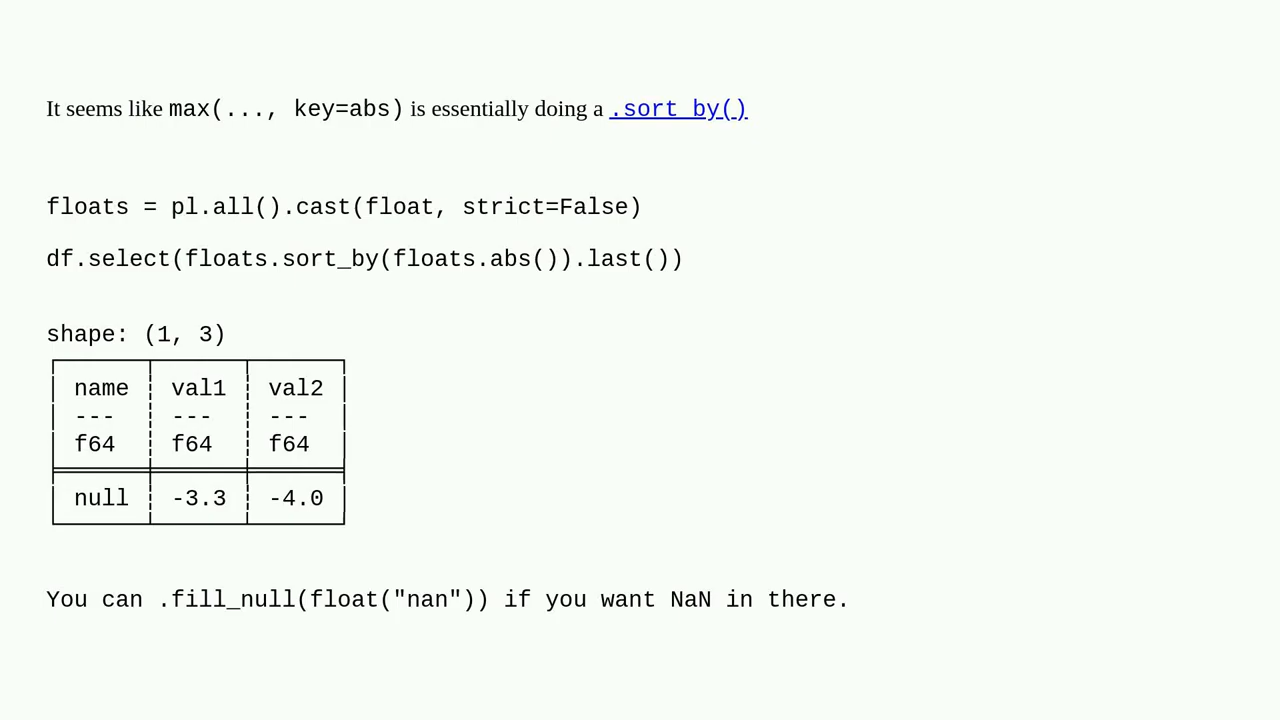 It seems like max(..., key=abs) is essentially doing a .sort_by()
floats = pl.all().cast(float, strict=False)
df.select(floats.sort_by(floats.abs()).last())
shape: (1, 3)
┌──────┬──────┬──────┐
│ name ┆ val1 ┆ val2 │
│ ---  ┆ ---  ┆ ---  │
│ f64  ┆ f64  ┆ f64  │
╞══════╪══════╪══════╡
│ null ┆ -3.3 ┆ -4.0 │
└──────┴──────┴──────┘
You can .fill_null(float("nan")) if you want NaN in there.